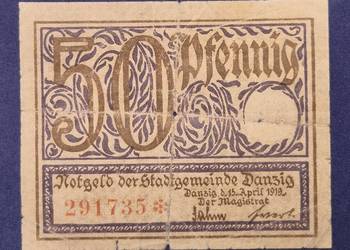 50 Pfennig
Notgeld der Stadtgemeinde Danzig
Danzig d. 15. April 1919.
291735 *
Der Magistrat